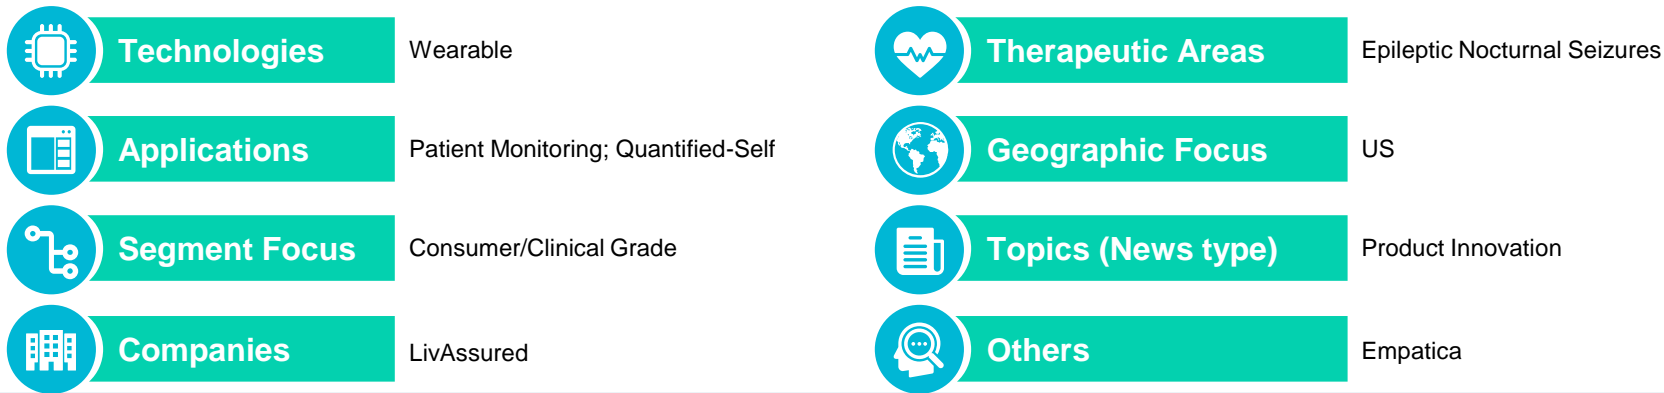 Technologies
Wearable
Therapeutic Areas
Epileptic Nocturnal Seizures
Applications
Patient Monitoring; Quantified-Self
Geographic Focus
US
Segment Focus
Consumer/Clinical Grade
Topics (News type)
Product Innovation
Companies
LivAssured
Others
Empatica